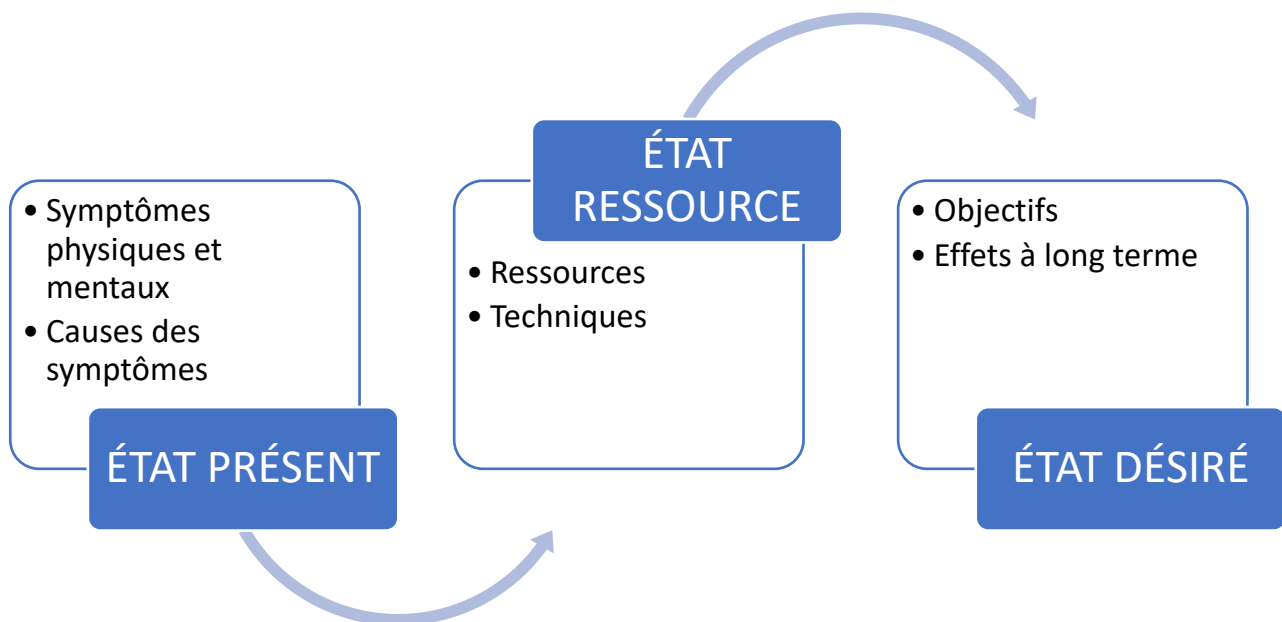 • Symptômes
physiques et
mentaux
• Causes des
symptômes
ÉTAT PRÉSENT
ÉTAT
RESSOURCE
• Ressources
• Techniques
• Objectifs
• Effets à long terme
ÉTAT DÉSIRÉ